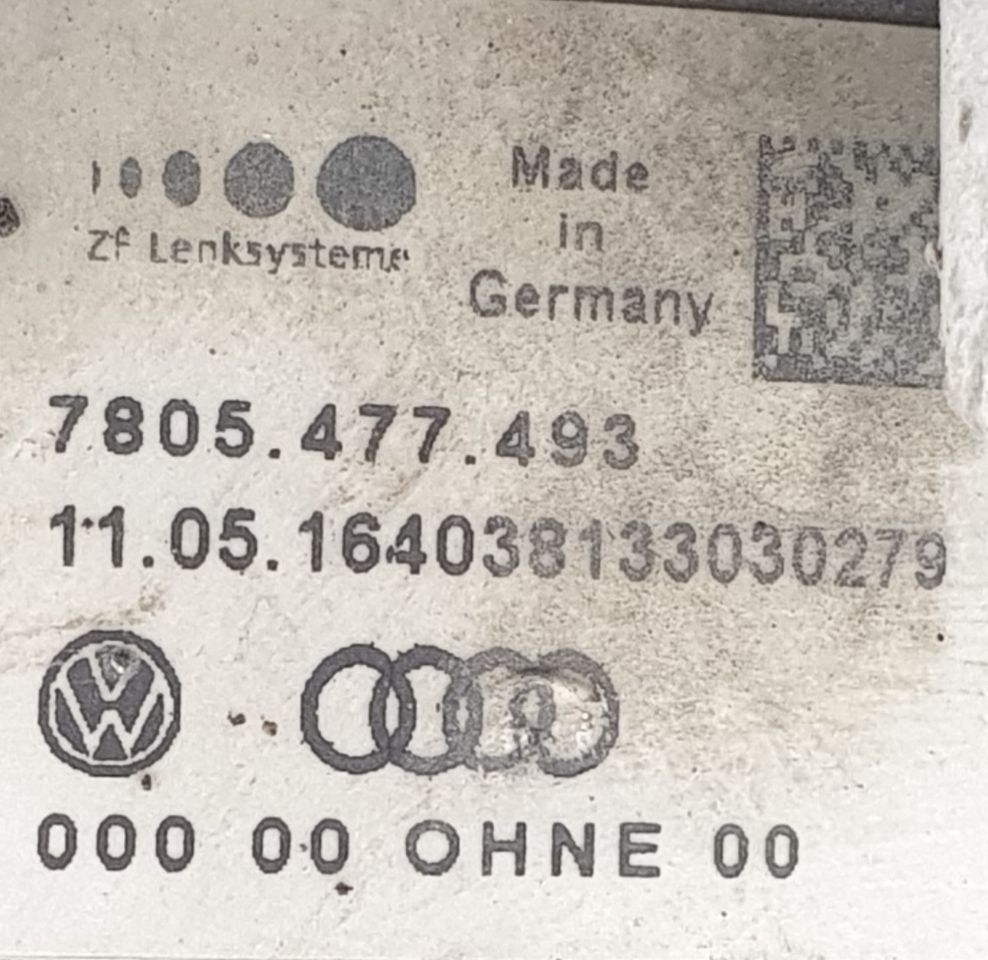 ZF Lenksysteme
Made
in
Germany
7805.477.493
11.05.164038133030279
000 00 OHNE 00